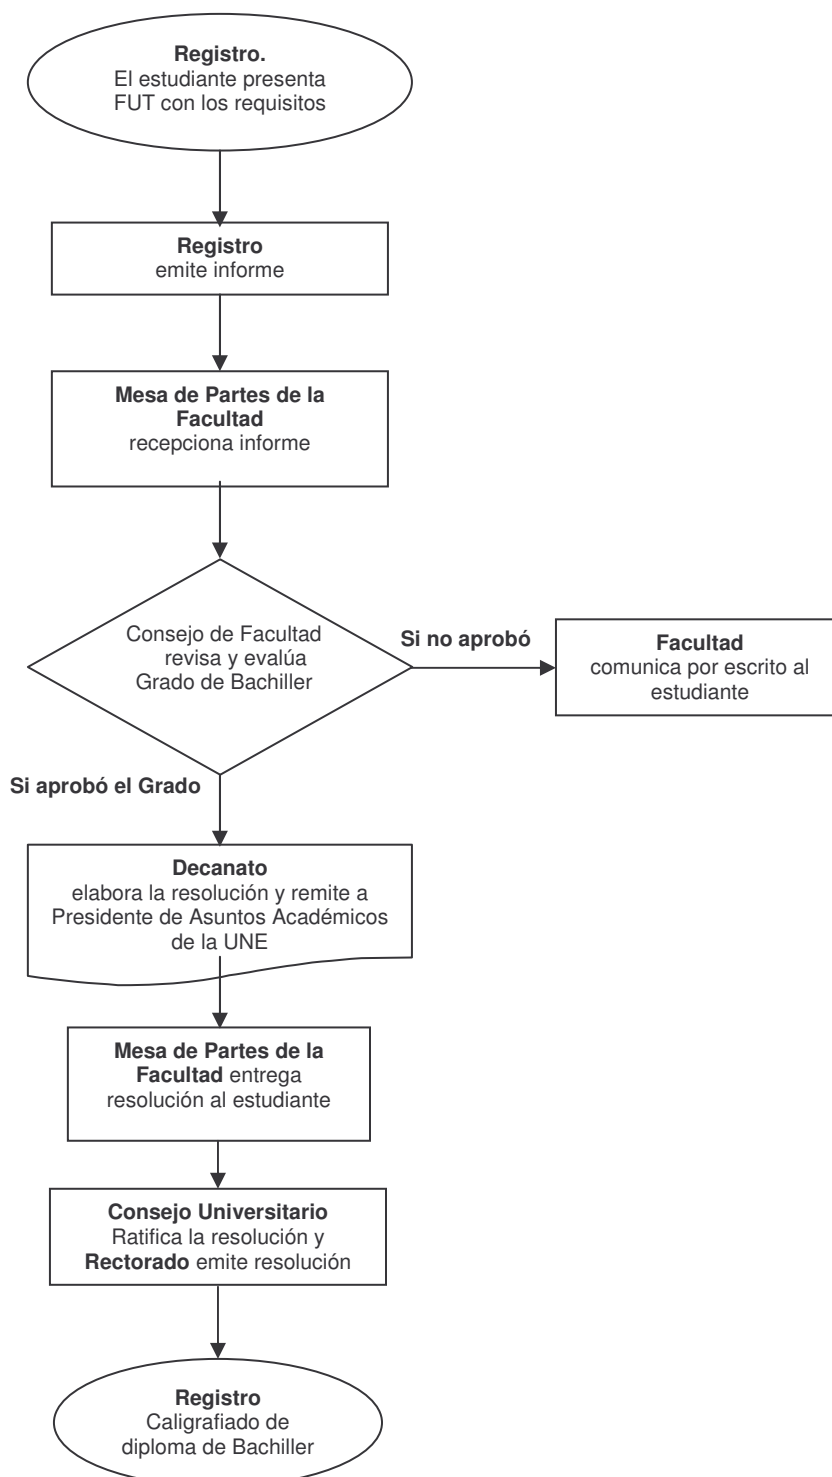 Registro.
El estudiante presenta
FUT con los requisitos
Registro
emite informe
Mesa de Partes de la
Facultad
recepciona informe
Consejo de Facultad
revisa y evalúa
Grado de Bachiller
Si no aprobó
Facultad
comunica por escrito al
estudiante
Si aprobó el Grado
Decanato
elabora la resolución y remite a
Presidente de Asuntos Académicos
de la UNE
Mesa de Partes de la
Facultad entrega
resolución al estudiante
Consejo Universitario
Ratifica la resolución y
Rectorado emite resolución
Registro
Caligrafiado de
diploma de Bachiller